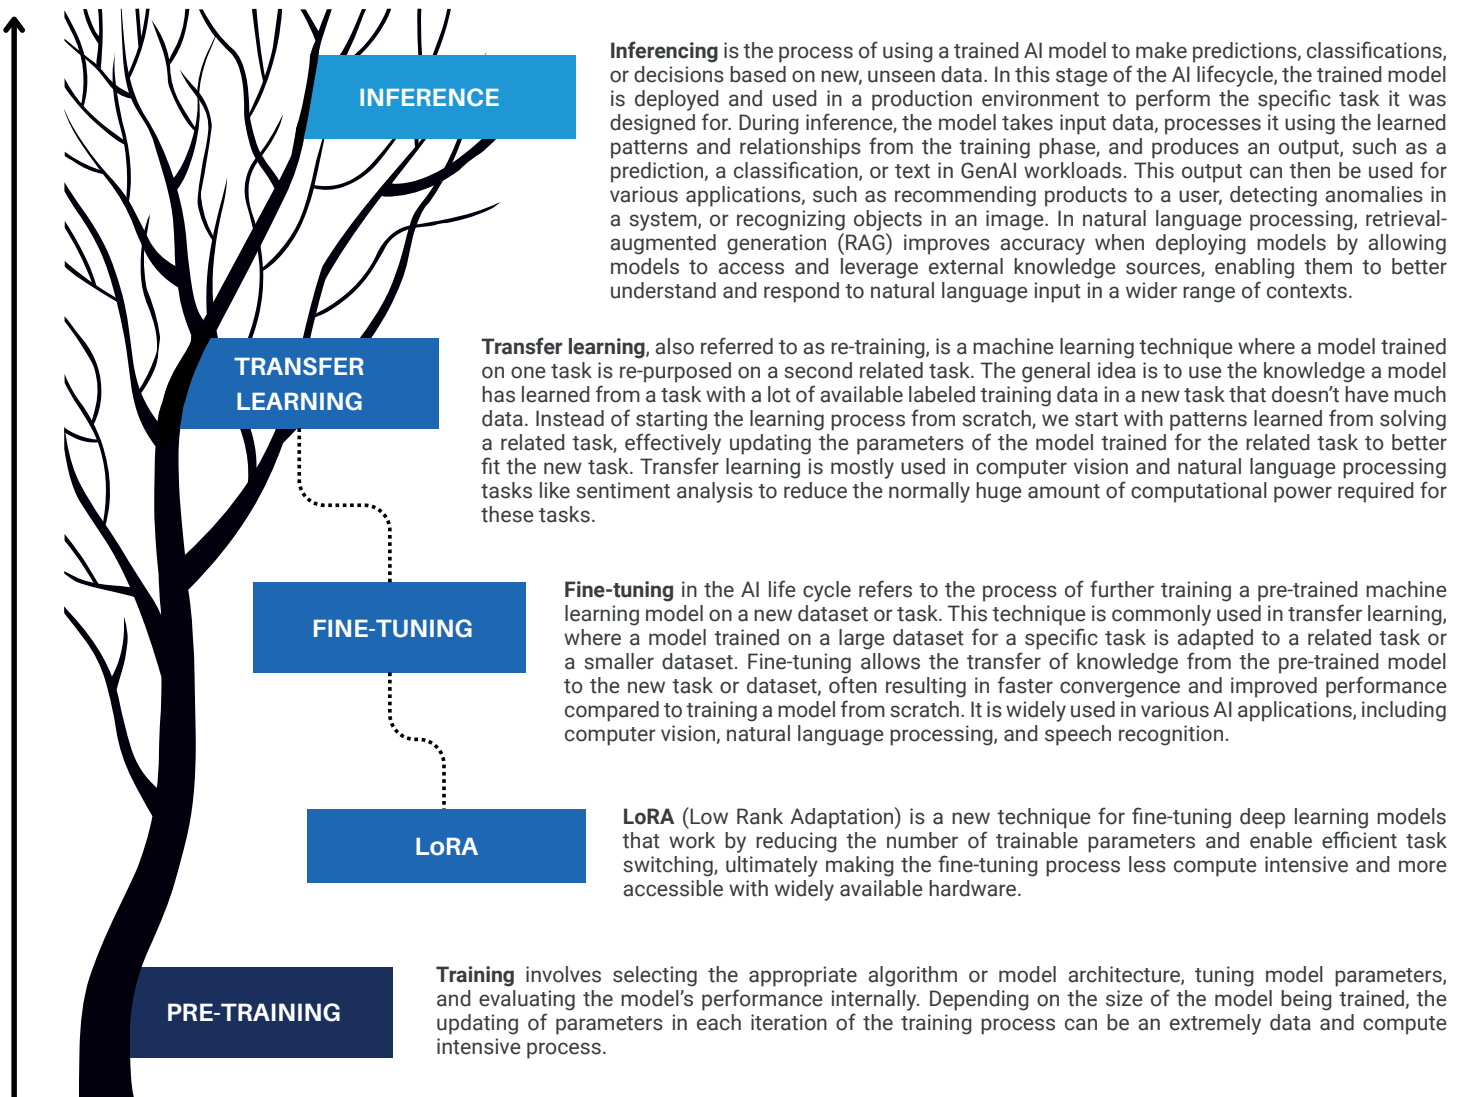 INFERENCE
Inferencing is the process of using a trained AI model to make predictions, classifications,
or decisions based on new, unseen data. In this stage of the AI lifecycle, the trained model
is deployed and used in a production environment to perform the specific task it was
designed for. During inference, the model takes input data, processes it using the learned
patterns and relationships from the training phase, and produces an output, such as a
prediction, a classification, or text in GenAI workloads. This output can then be used for
various applications, such as recommending products to a user, detecting anomalies in
a system, or recognizing objects in an image. In natural language processing, retrieval-
augmented generation (RAG) improves accuracy when deploying models by allowing
models to access and leverage external knowledge sources, enabling them to better
understand and respond to natural language input in a wider range of contexts.
TRANSFER
LEARNING
Transfer learning, also referred to as re-training, is a machine learning technique where a model trained
on one task is re-purposed on a second related task. The general idea is to use the knowledge a model
has learned from a task with a lot of available labeled training data in a new task that doesn't have much
data. Instead of starting the learning process from scratch, we start with patterns learned from solving
a related task, effectively updating the parameters of the model trained for the related task to better
fit the new task. Transfer learning is mostly used in computer vision and natural language processing
tasks like sentiment analysis to reduce the normally huge amount of computational power required for
these tasks.
FINE-TUNING
Fine-tuning in the AI life cycle refers to the process of further training a pre-trained machine
learning model on a new dataset or task. This technique is commonly used in transfer learning,
where a model trained on a large dataset for a specific task is adapted to a related task or
a smaller dataset. Fine-tuning allows the transfer of knowledge from the pre-trained model
to the new task or dataset, often resulting in faster convergence and improved performance
compared to training a model from scratch. It is widely used in various AI applications, including
computer vision, natural language processing, and speech recognition.
LoRA
LoRA (Low Rank Adaptation) is a new technique for fine-tuning deep learning models
that work by reducing the number of trainable parameters and enable efficient task
switching, ultimately making the fine-tuning process less compute intensive and more
accessible with widely available hardware.
PRE-TRAINING
Training involves selecting the appropriate algorithm or model architecture, tuning model parameters,
and evaluating the model's performance internally. Depending on the size of the model being trained, the
updating of parameters in each iteration of the training process can be an extremely data and compute
intensive process.